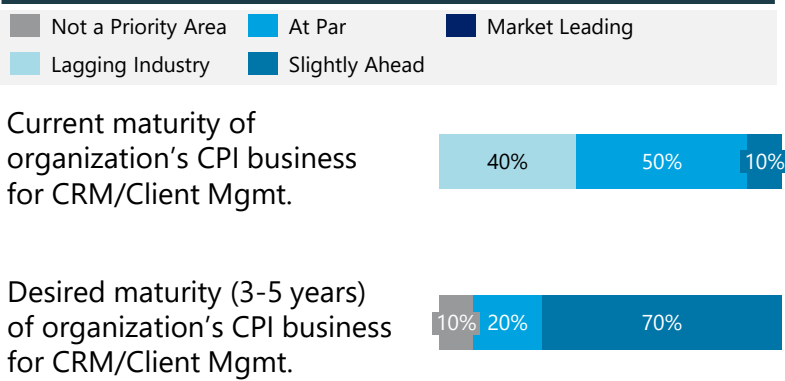 Not a Priority Area At Par Market Leading
Lagging Industry Slightly Ahead
Current maturity of
organization’s CPI business
for CRM/Client Mgmt.
40% 50% 10%
Desired maturity (3-5 years)
of organization’s CPI business
for CRM/Client Mgmt.
10% 20% 70%